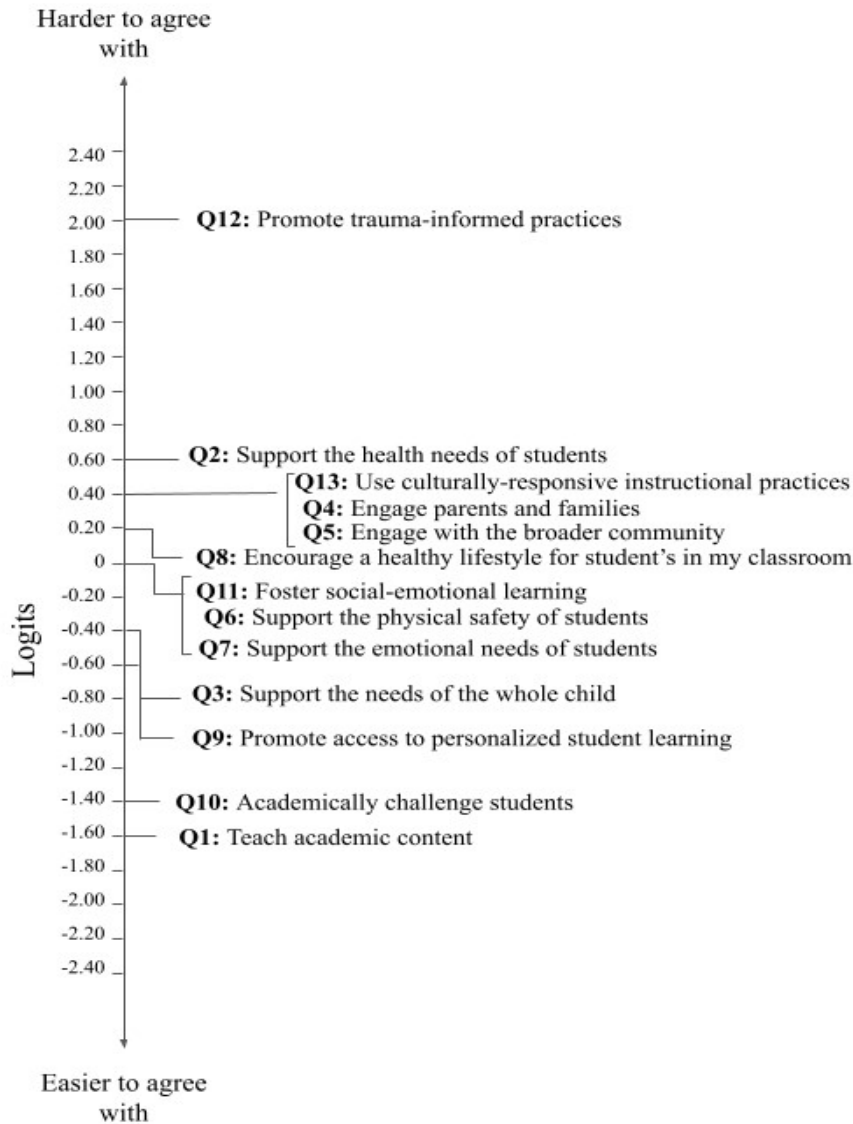 Harder to agree
with
2.40
2.20
2.00
Q12: Promote trauma-informed practices
1.80
1.60
1.40
1.20
1.00
0.80
0.60
Q2: Support the health needs of students
Q13: Use culturally-responsive instructional practices
0.40
Q4: Engage parents and families
0.20
Q5: Engage with the broader community
0
Q8: Encourage a healthy lifestyle for student's in my classroom
Q11: Foster social-emotional learning
-0.20
Q6: Support the physical safety of students
-0.40
Q7: Support the emotional needs of students
-0.60
Logits
Q3: Support the needs of the whole child
-0.80
-1.00
Q9: Promote access to personalized student learning
-1.20
-1.40
Q10: Academically challenge students
-1.60
Q1: Teach academic content
-1.80
-2.00
-2.20
-2.40
Easier to agree
with